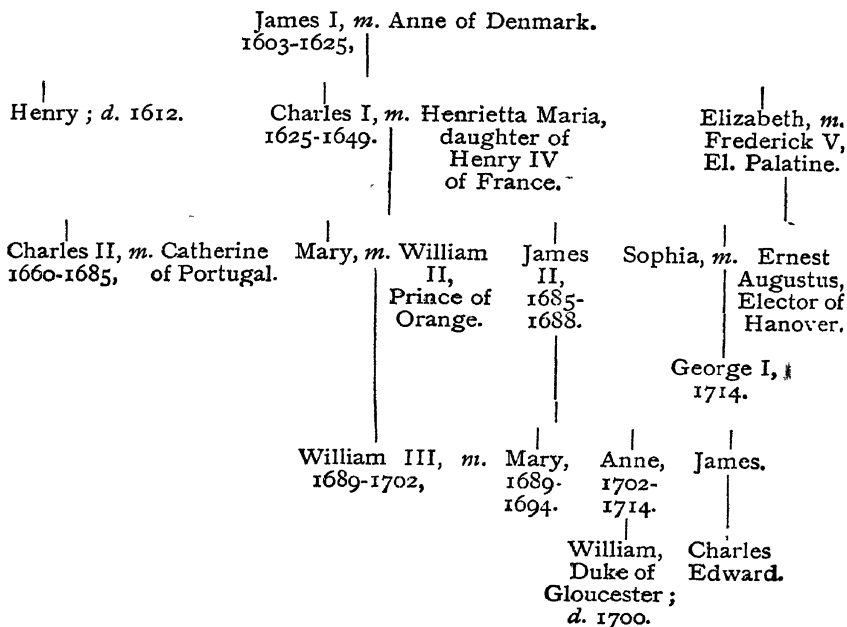 James I, m. Anne of Denmark.
1603-1625,
Henry ; d. 1612.
Charles I, m. Henrietta Maria,
1625-1649. daughter of
Henry IV
of France.
Elizabeth, m.
Frederick V,
El. Palatine.
Charles II, m. Catherine
1660-1685, of Portugal.
Mary, m. William
II,
Prince of
Orange.
James
II,
1685-
1688.
Sophia, m. Ernest
Augustus,
Elector of
Hanover.
George I,
1714.
William III, m. Mary,
1689-1702, 1689-
1694.
Anne,
1702-
1714.
James.
William,
Duke of
Gloucester ;
d. 1700.
Charles
Edward.